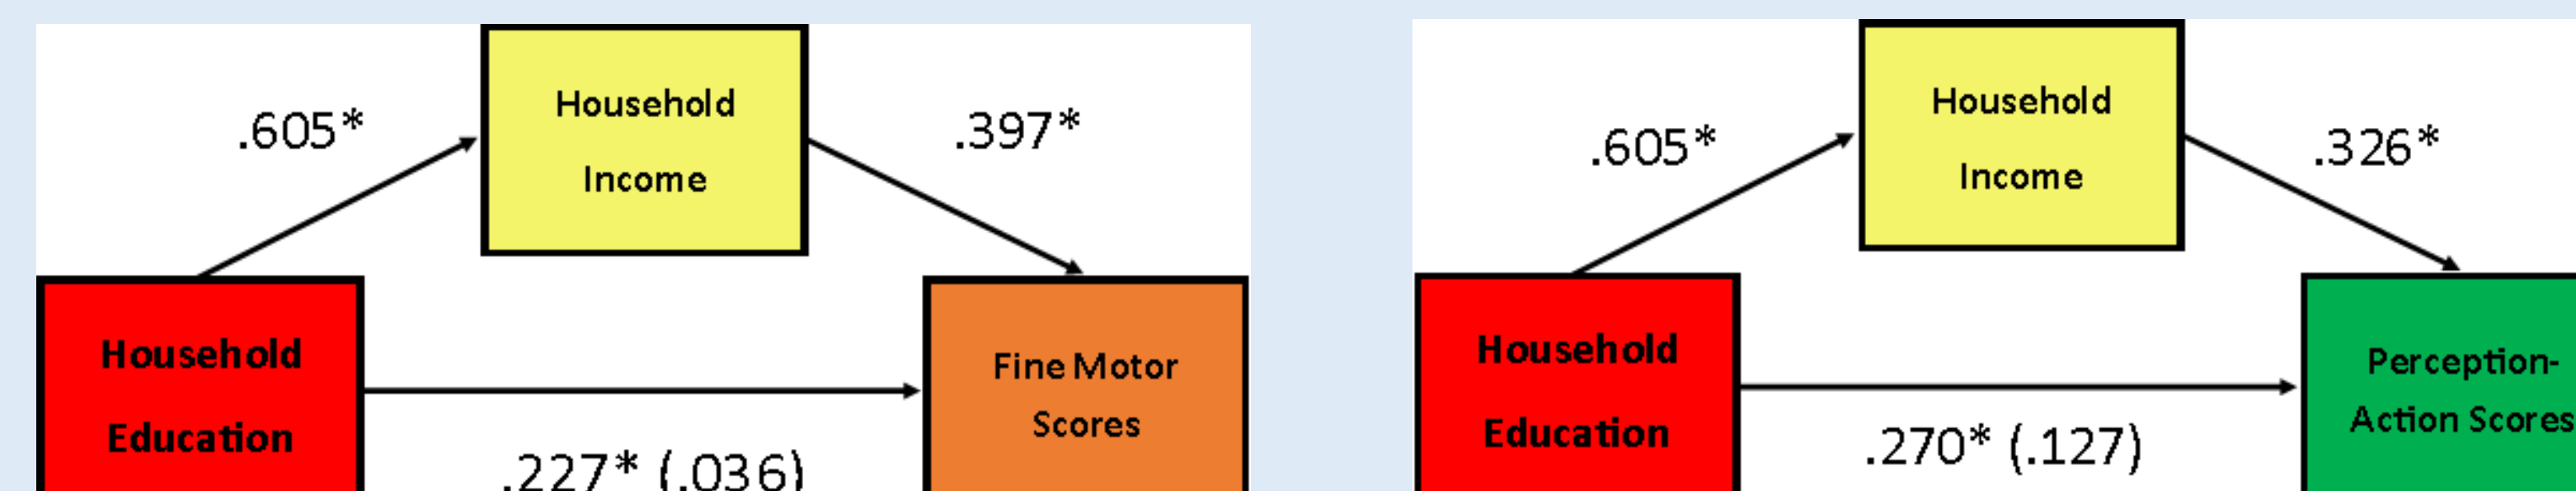 Household
Income
.605*
.397*
Household
Education
Fine Motor
Scores
.227* (.036)
Household
Income
.605*
.326*
Household
Education
Perception-
Action Scores
.270* (.127)